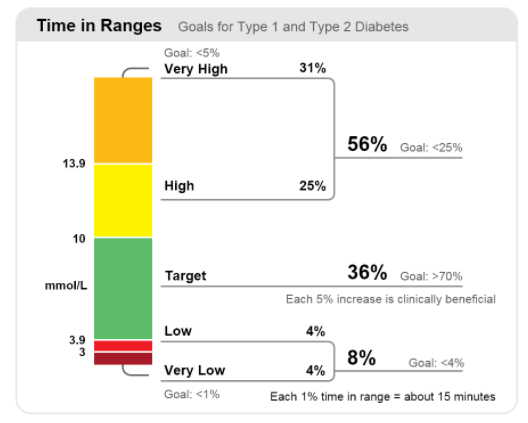 Time in Ranges Goals for Type 1 and Type 2 Diabetes
Goal: <5%
Very High 31%
56% Goal: <25%
13.9
High 25%
10
Target 36% Goal: >70%
mmol/L
Each 5% increase is clinically beneficial
Low 4%
3.9
3
8% Goal: <4%
Very Low 4%
Goal: <1%
Each 1% time in range = about 15 minutes